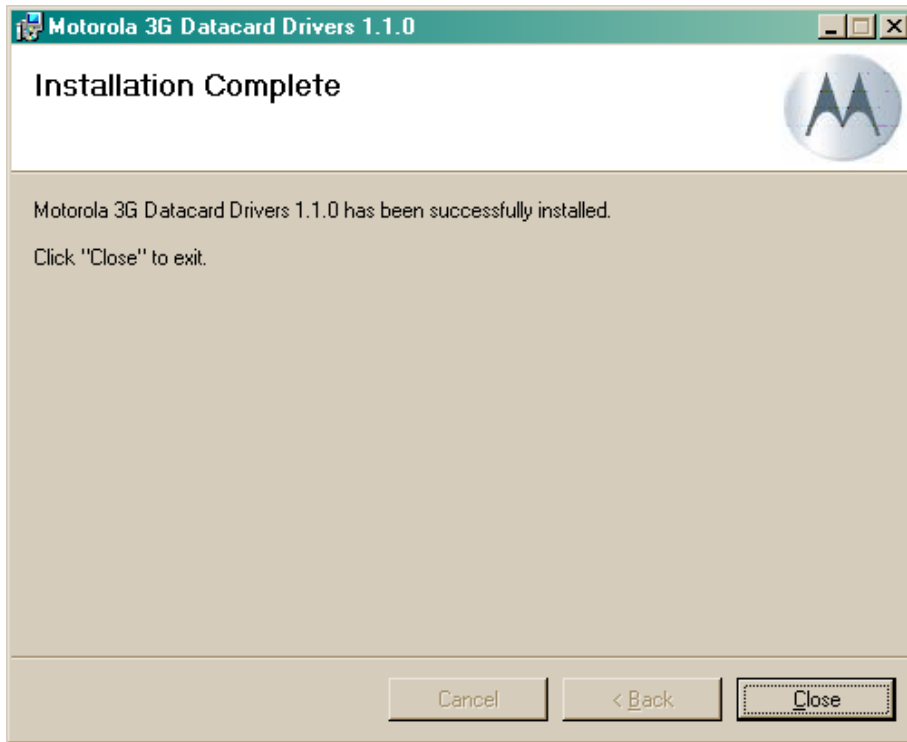 Motorola 3G Datacard Drivers 1.1.0
Installation Complete
Motorola 3G Datacard Drivers 1.1.0 has been successfully installed.
Click "Close" to exit.
Cancel
< Back
Close